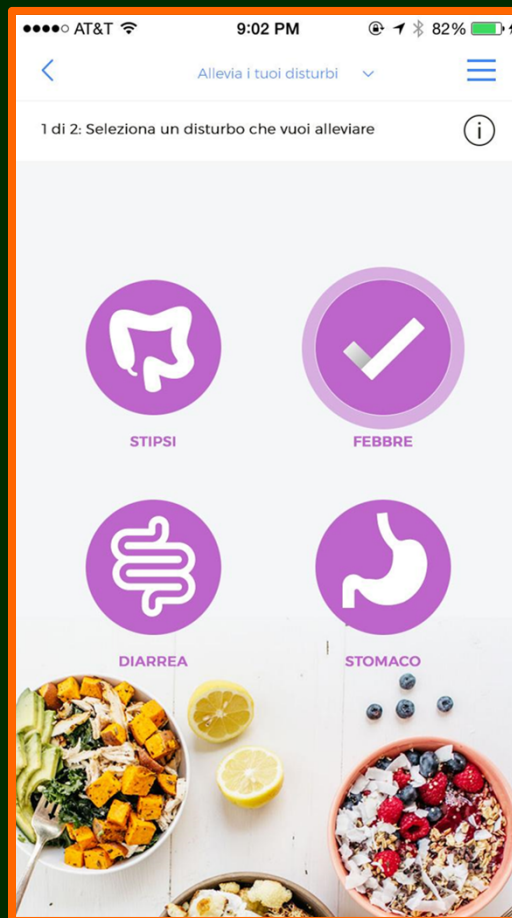 AT&T 9:02 PM 82%
Allevia i tuoi disturbi
1 di 2: Seleziona un disturbo che vuoi alleviare
i
STIPSI FEBBRE
DIARREA STOMACO